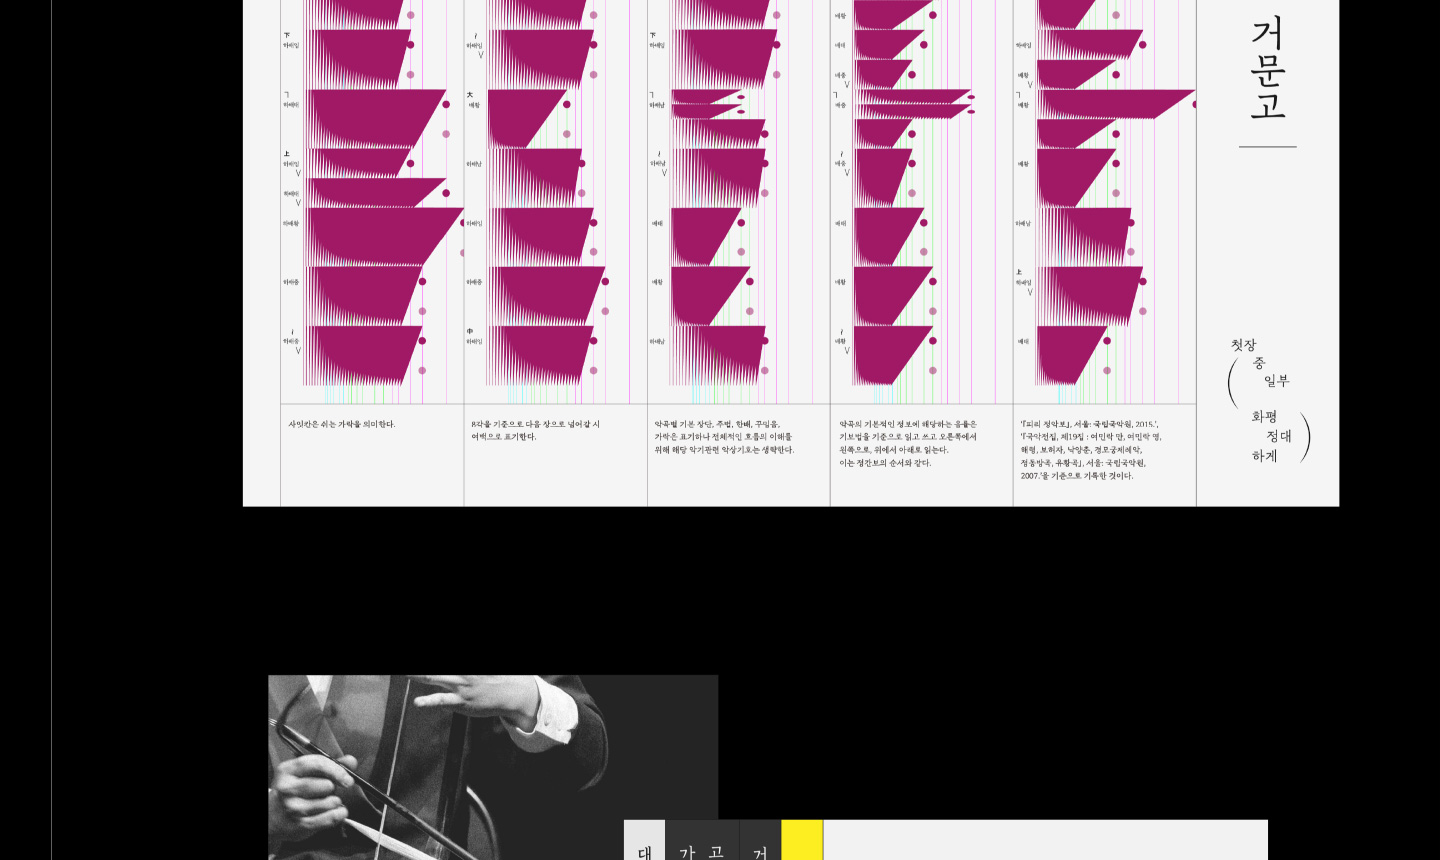 거문고
첫장
중
일부
화평
정대
하게
下
하배임
ㄱ
하배태
上
하배임
하배태
하배황
하배중
하배중
하배임
大
배황
하배남
하배임
하배중
中
하배임
下
하배임
ㄱ
하배남
하배남
배태
배황
하배남
배황
배태
배중
ㄱ
배중
배중
배태
배황
배황
하배임
배황
ㄱ
배황
배황
하배남
上
하배임
배태
사잇칸은 쉬는 가락을 의미한다.
8각을 기준으로 다음 장으로 넘어갈 시
여백으로 표기한다.
악곡별 기본 장단, 주법, 한배, 꾸밈음,
가락은 표기하나 전체적인 흐름의 이해를
위해 해당 악기관련 악상기호는 생략한다.
악곡의 기본적인 정보에 해당하는 음율은
기보법을 기준으로 읽고 쓰고 오른쪽에서
왼쪽으로, 위에서 아래로 읽는다.
이는 정간보의 순서와 같다.
'『피리 정악보』, 서울: 국립국악원, 2015.',
'『국악전집, 제19집 : 여민락 만, 여민락 영,
해령, 보허자, 낙양춘, 경모궁제례악,
정동방곡, 유황곡』, 서울: 국립국악원,
2007.'을 기준으로 기록한 것이다.
대
가 고
거